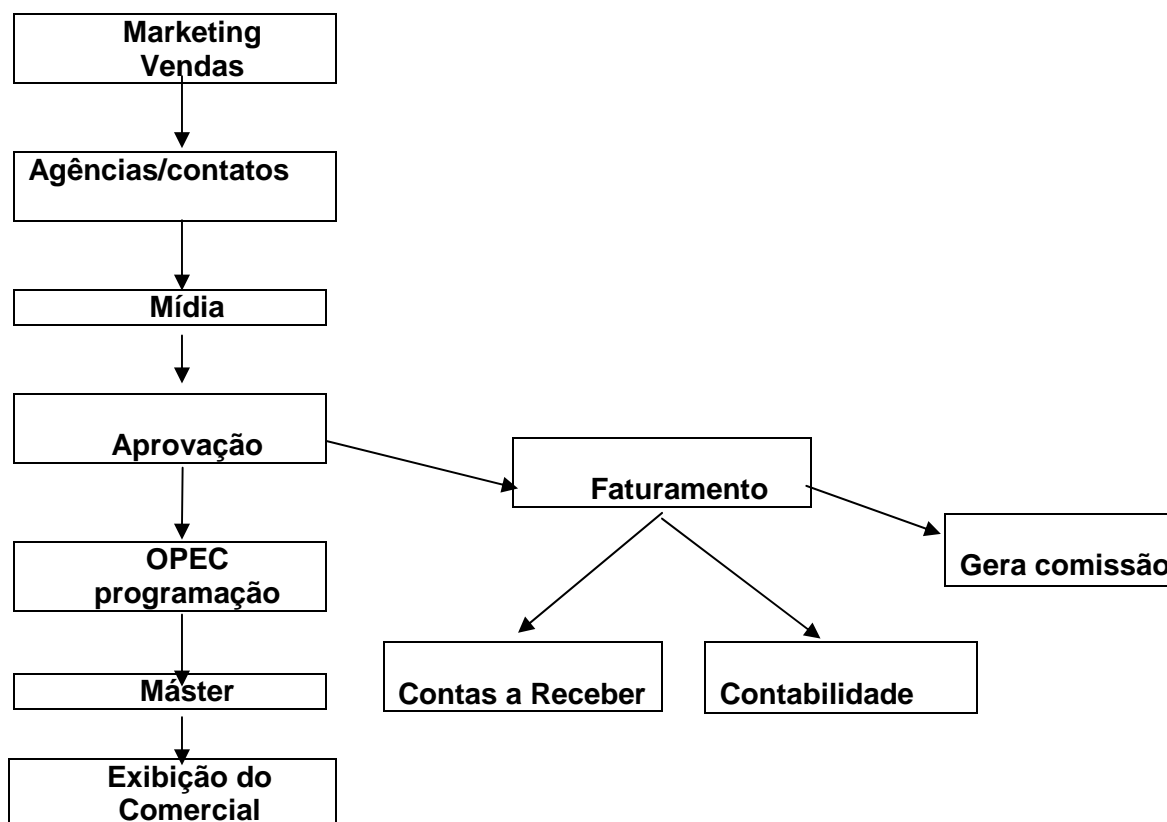 Marketing
Vendas
Agências/contatos
Mídia
Aprovação
Faturamento
OPEC
programação
Gera comissão
Máster
Contas a Receber
Contabilidade
Exibição do
Comercial